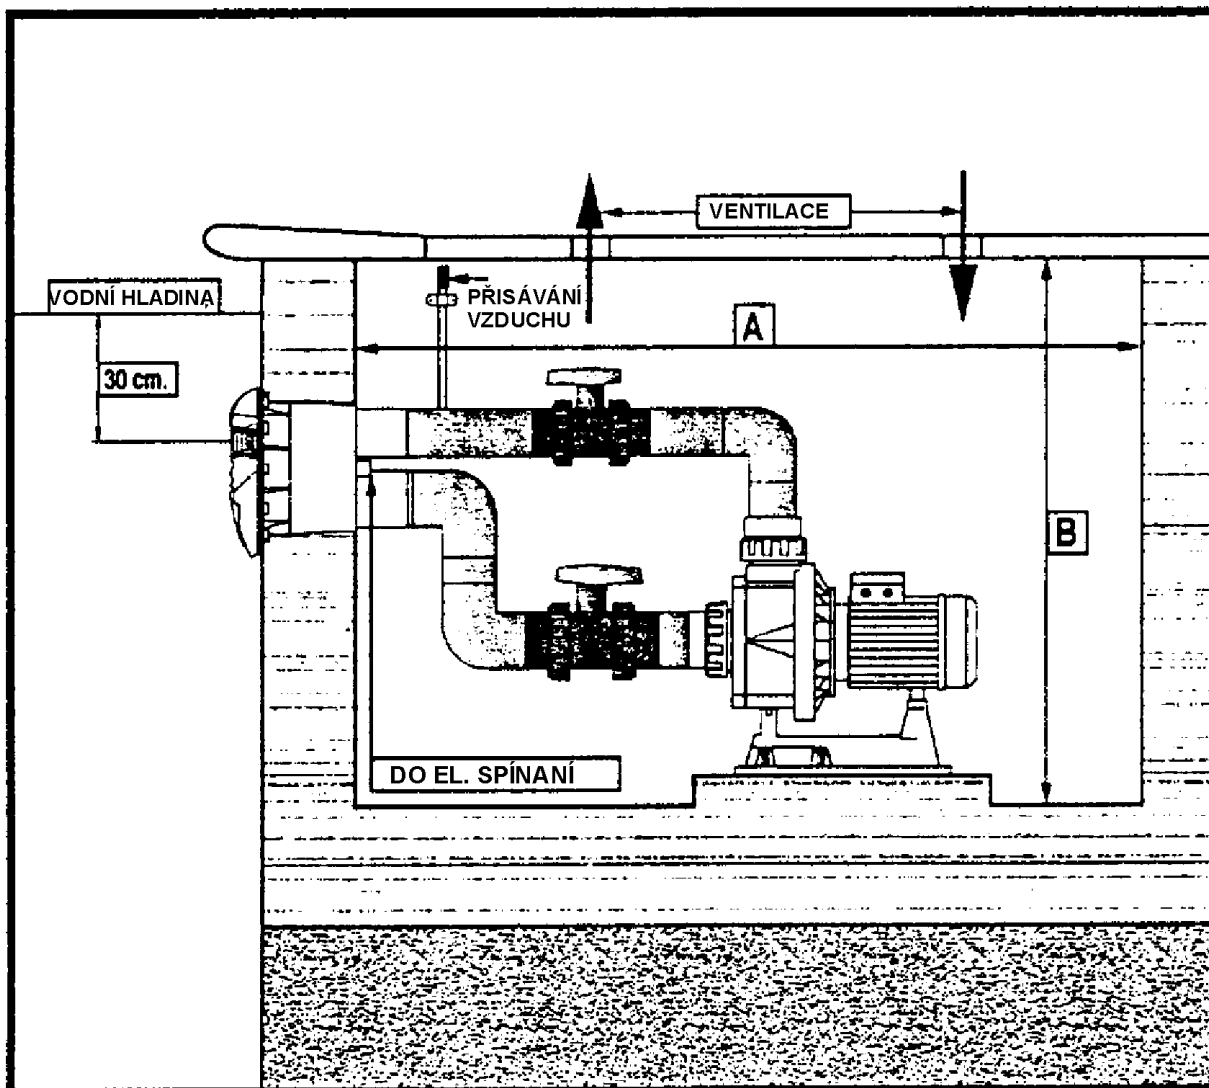 VENTILACE
VODNÍ HLADINA
PŘISÁVÁNÍ
VZDUCHU
A
30 cm.
B
DO EL. SPÍNANÍ